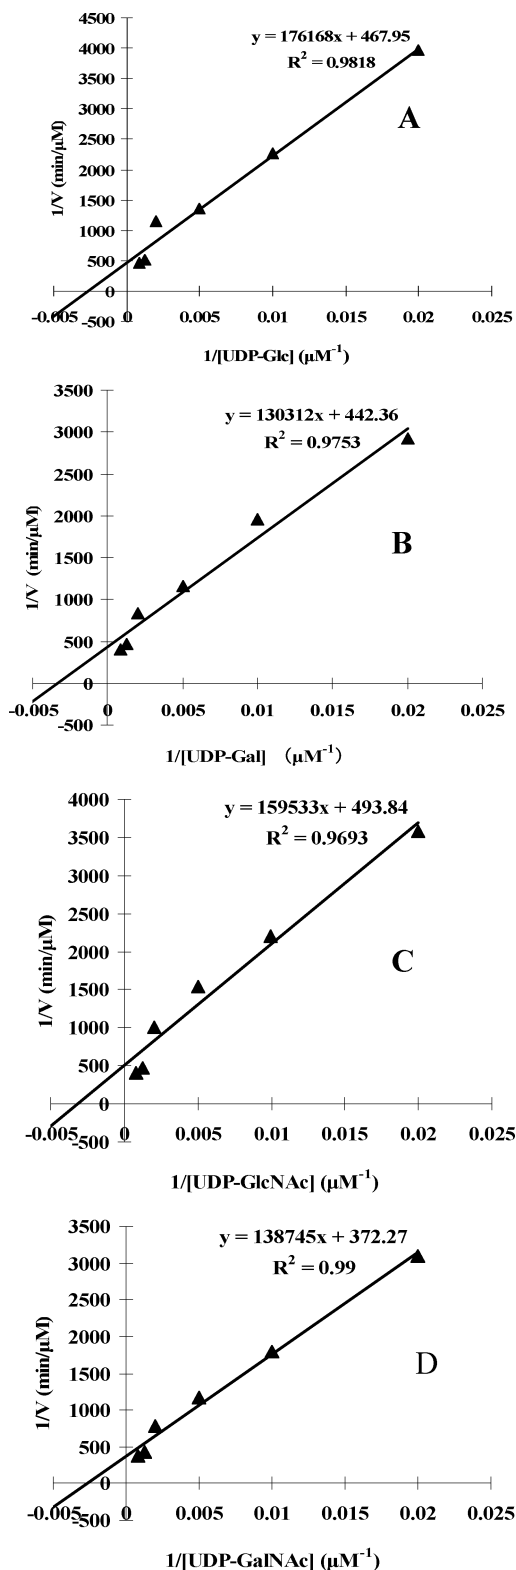 4500
4000
3500
3000
2500
2000
1500
1000
500
0
-500
y = 176168x + 467.95
R² = 0.9818
A
1/V (min/µM)
-0.005 0 0.005 0.01 0.015 0.02 0.025
1/[UDP-Glc] (µM⁻¹)
3500
3000
2500
2000
1500
1000
500
0
-500
y = 130312x + 442.36
R² = 0.9753
B
1/V (min/µM)
-0.005 0 0.005 0.01 0.015 0.02 0.025
1/[UDP-Gal] （µM⁻¹）
4000
3500
3000
2500
2000
1500
1000
500
0
-500
y = 159533x + 493.84
R² = 0.9693
C
1/V (min/µM)
-0.005 0 0.005 0.01 0.015 0.02 0.025
1/[UDP-GlcNAc] (µM⁻¹)
3500
3000
2500
2000
1500
1000
500
0
-500
y = 138745x + 372.27
R² = 0.99
D
1/V (min/µM)
-0.005 0 0.005 0.01 0.015 0.02 0.025
1/[UDP-GalNAc] (µM⁻¹)